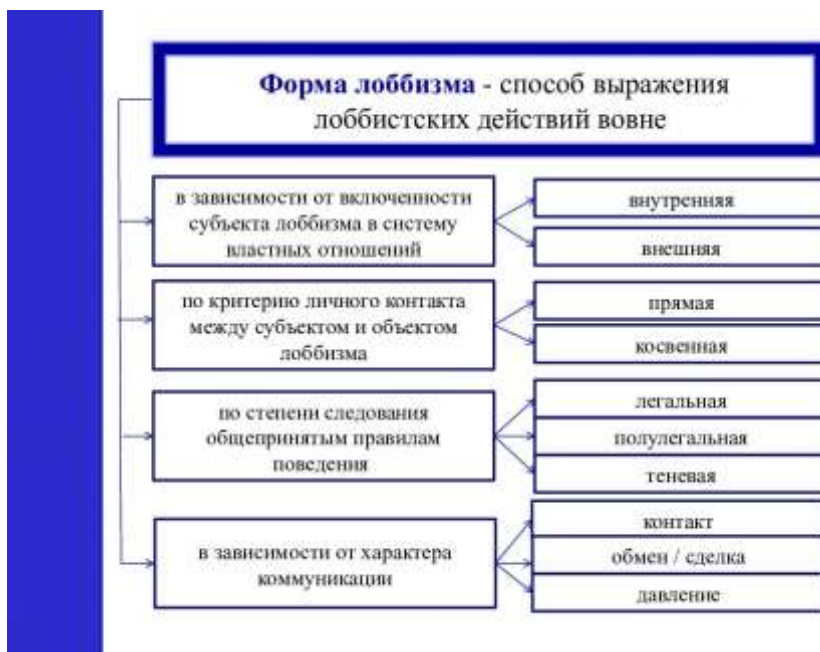 Форма лоббизма - способ выражения
лоббистских действий вовне
в зависимости от включенности
субъекта лоббизма в систему
властных отношений
внутренняя
внешняя
по критерию личного контакта
между субъектом и объектом
лоббизма
прямая
косвенная
по степени следования
общепринятым правилам
поведения
легальная
полулегальная
теневая
в зависимости от характера
коммуникации
контакт
обмен / сделка
давление